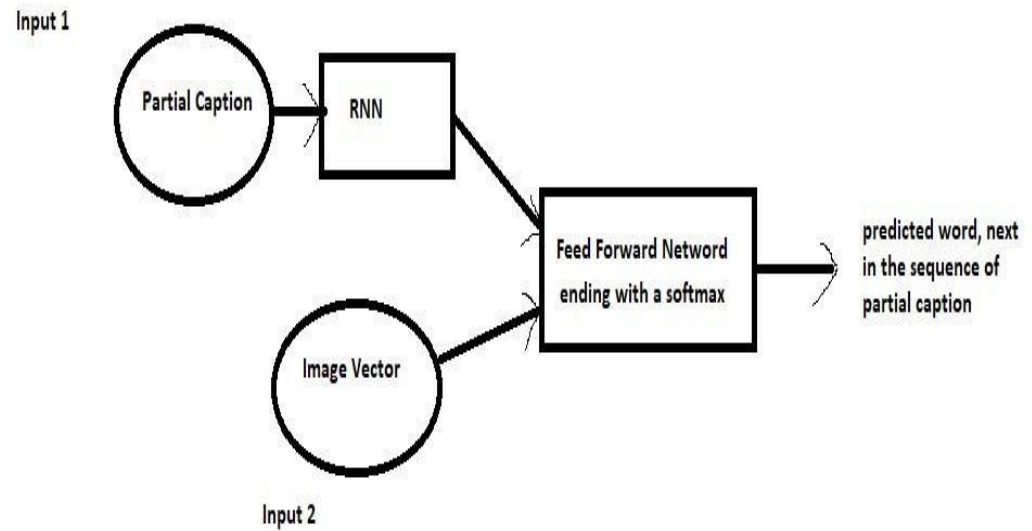 Input 1
Partial Caption
RNN
Feed Forward Netword
ending with a softmax
predicted word, next
in the sequence of
partial caption
Image Vector
Input 2